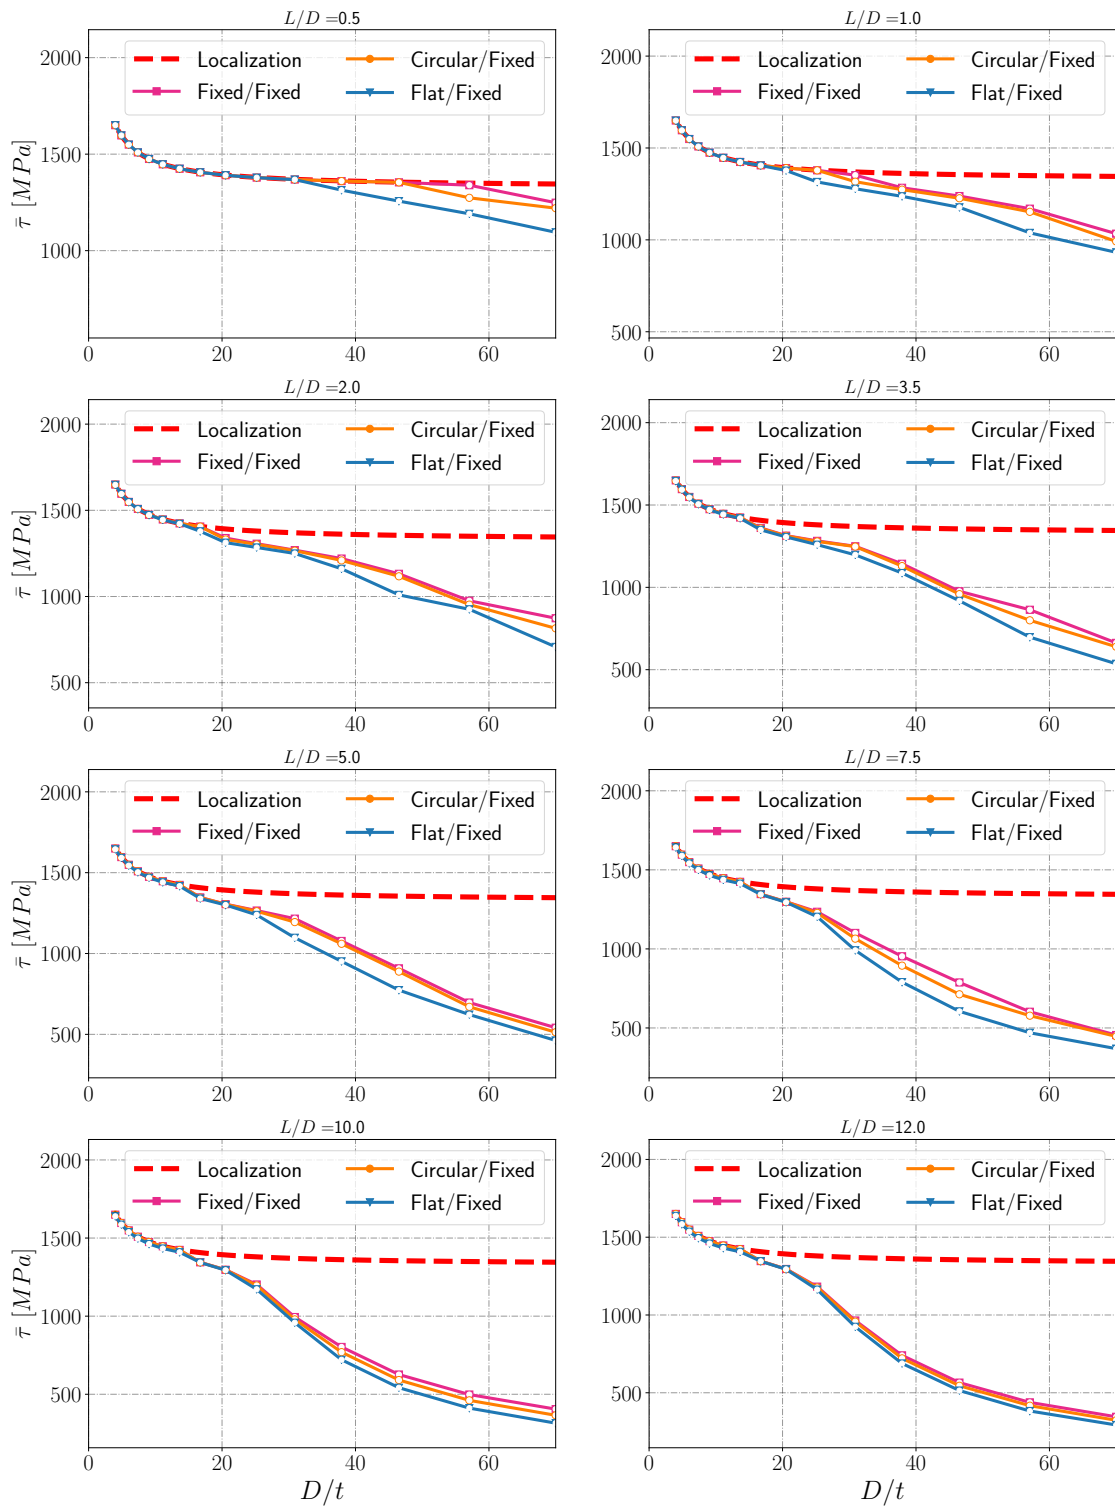 L/D =0.5
2000
1500
1000
τ̄ [MPa]
Localization
Fixed/Fixed
Circular/Fixed
Flat/Fixed
0 20 40 60
L/D =1.0
2000
1500
1000
500
Localization
Fixed/Fixed
Circular/Fixed
Flat/Fixed
0 20 40 60
L/D =2.0
2000
1500
1000
500
τ̄ [MPa]
Localization
Fixed/Fixed
Circular/Fixed
Flat/Fixed
0 20 40 60
L/D =3.5
2000
1500
1000
500
Localization
Fixed/Fixed
Circular/Fixed
Flat/Fixed
0 20 40 60
L/D =5.0
2000
1500
1000
500
τ̄ [MPa]
Localization
Fixed/Fixed
Circular/Fixed
Flat/Fixed
0 20 40 60
L/D =7.5
2000
1500
1000
500
Localization
Fixed/Fixed
Circular/Fixed
Flat/Fixed
0 20 40 60
L/D =10.0
2000
1500
1000
500
τ̄ [MPa]
Localization
Fixed/Fixed
Circular/Fixed
Flat/Fixed
0 20 40 60
D/t
L/D =12.0
2000
1500
1000
500
Localization
Fixed/Fixed
Circular/Fixed
Flat/Fixed
0 20 40 60
D/t